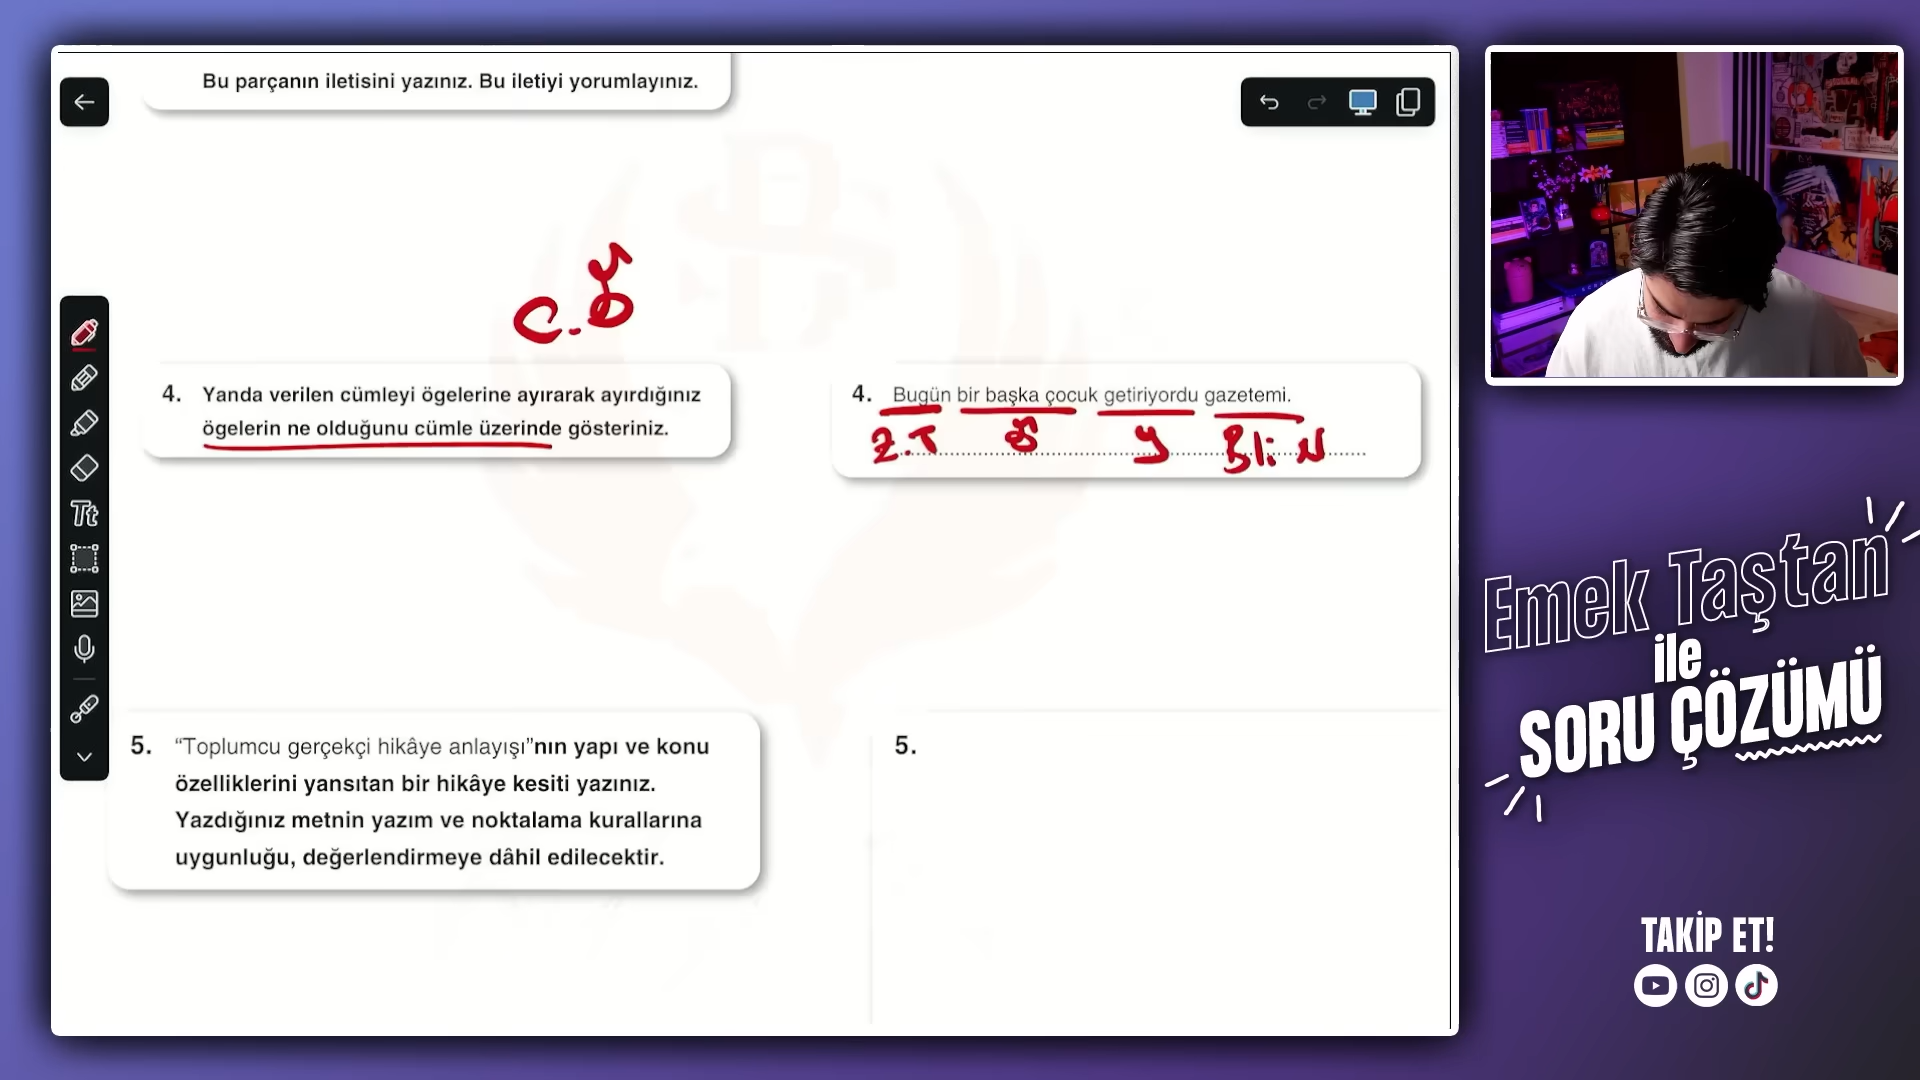 Bu parçanın iletisini yazınız. Bu iletiyi yorumlayınız.
C.Ö
4. Yanda verilen cümleyi ögelerine ayırarak ayırdığınız
ögelerin ne olduğunu cümle üzerinde gösteriniz.
4. Bugün bir başka çocuk getiriyordu gazetemi.
Z.T Ö Y Bli. N
5. “Toplumcu gerçekçi hikâye anlayışı”nın yapı ve konu
özelliklerini yansıtan bir hikâye kesiti yazınız.
Yazdığınız metnin yazım ve noktalama kurallarına
uygunluğu, değerlendirmeye dâhil edilecektir.
5.
Tt
Emek Taştan
ile
SORU ÇÖZÜMÜ
TAKİP ET!